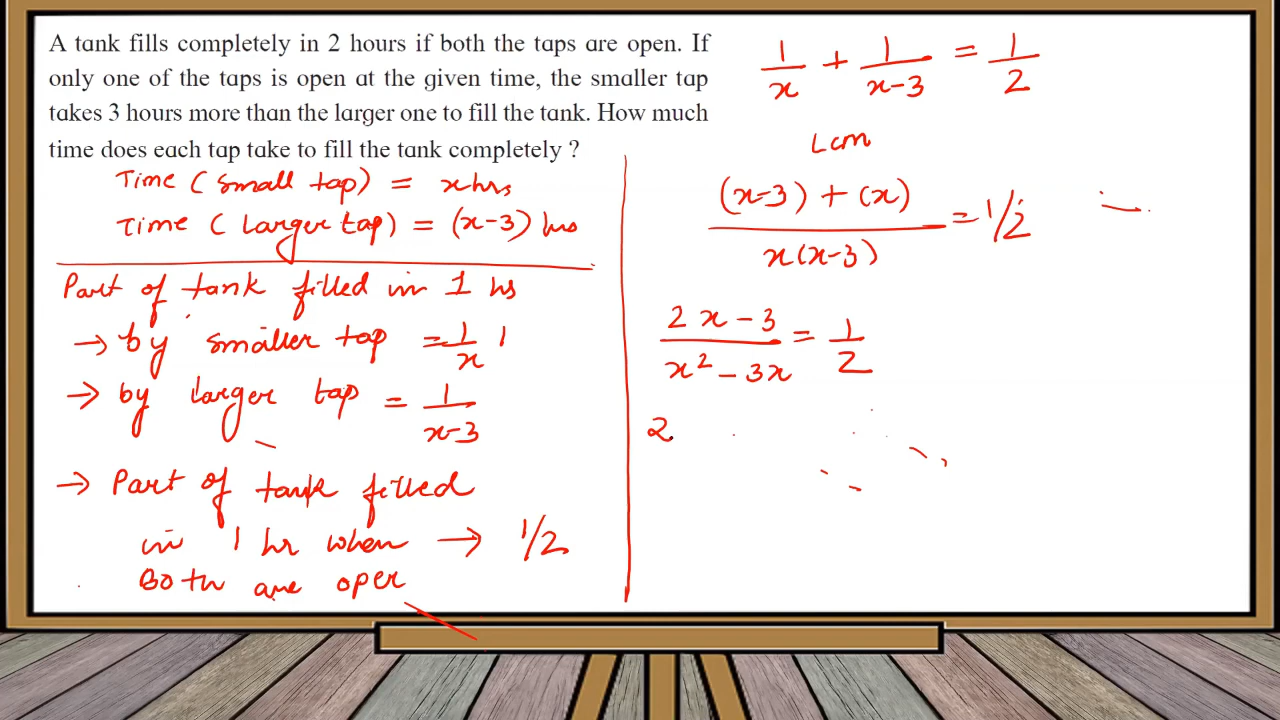 A tank fills completely in 2 hours if both the taps are open. If
only one of the taps is open at the given time, the smaller tap
takes 3 hours more than the larger one to fill the tank. How much
time does each tap take to fill the tank completely ?
Time (small tap) = x hrs
Time (larger tap) = (x-3) hrs
Part of tank filled in 1 hs
→ by smaller tap = 1/x 1
→ by larger tap = 1/(x-3)
→ Part of tank filled
in 1 hr when → 1/2
Both are open
1/x + 1/(x-3) = 1/2
Lcm
((x-3) + (x))/(x(x-3)) = 1/2
(2x-3)/(x² - 3x) = 1/2
2